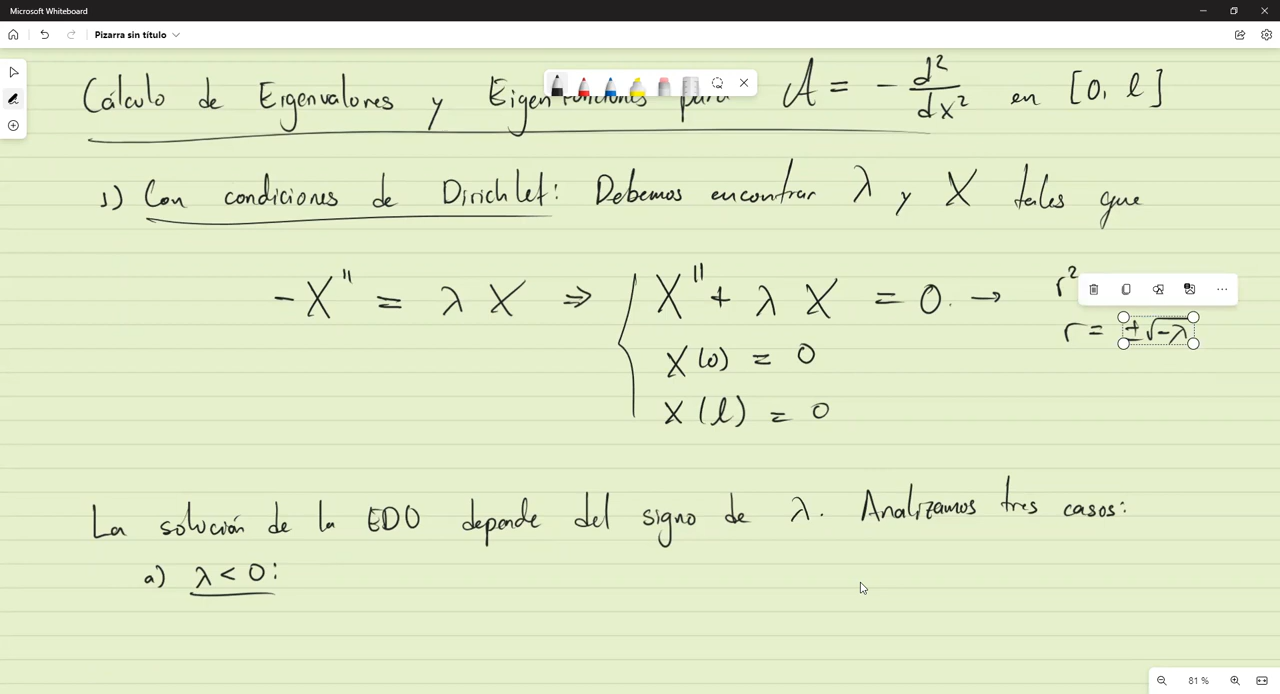 Microsoft Whiteboard
Pizarra sin título
Cálculo de Eigenvalores y Eigenfunciones para A = - d²/dx² en [0, l]
1) Con condiciones de Dirichlet: Debemos encontrar λ y X tales que
-X'' = λ X ⇒ { X'' + λ X = 0. → r²
X(0) = 0
r = ±√-λ
X(l) = 0
La solución de la EDO depende del signo de λ. Analizamos tres casos:
a) λ < 0:
81 %